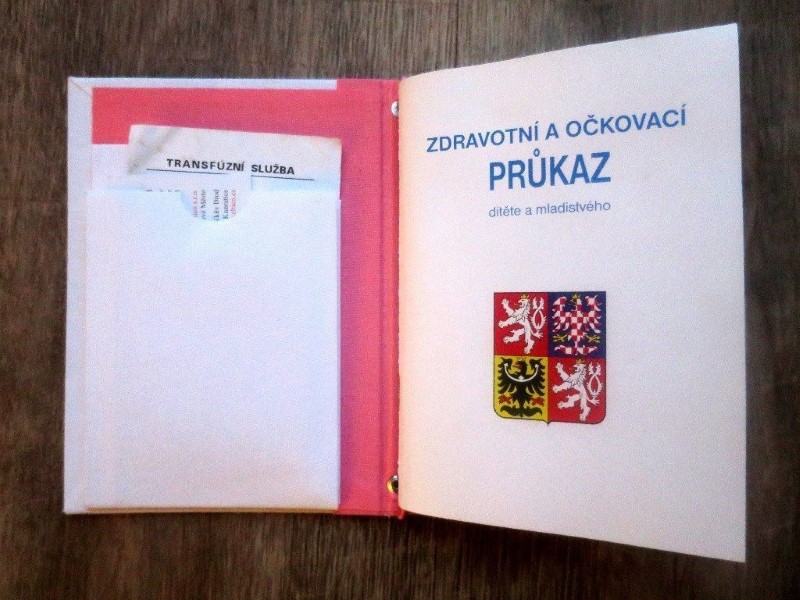 TRANSFÚZNÍ SLUŽBA
ZDRAVOTNÍ A OČKOVACÍ
PRŮKAZ
dítěte a mladistvého